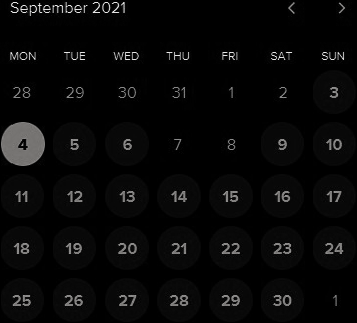 September 2021
MON TUE WED THU FRI SAT SUN
28 29 30 31 1 2 3
4 5 6 7 8 9 10
11 12 13 14 15 16 17
18 19 20 21 22 23 24
25 26 27 28 29 30 1